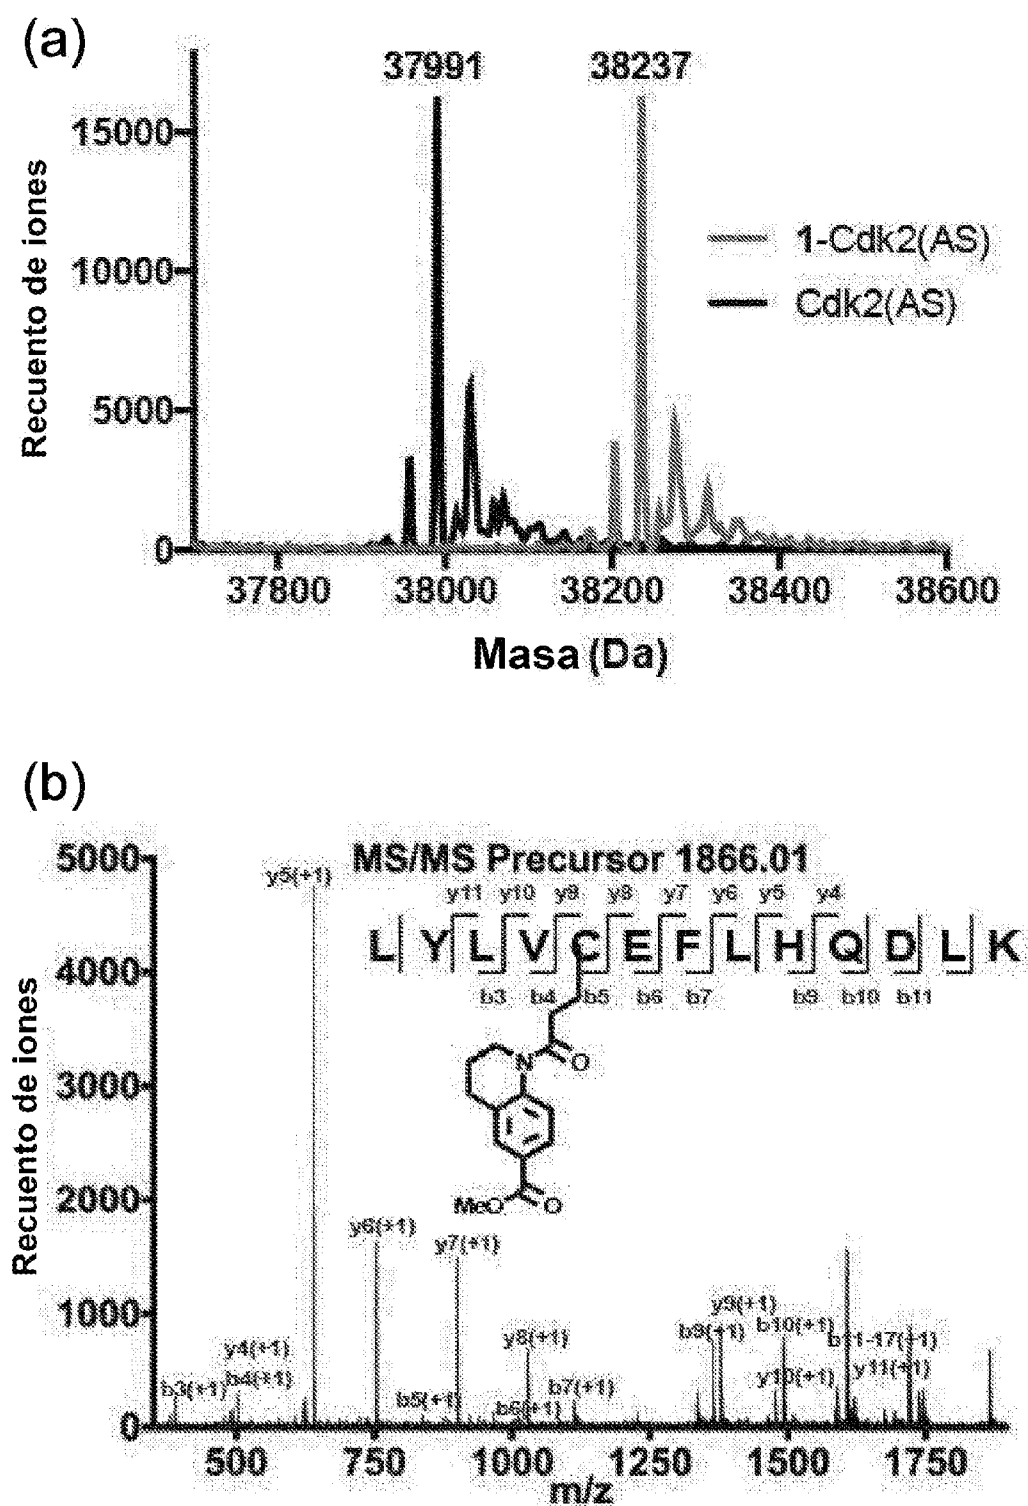 (a)
37991 38237
15000
10000
5000
0
Recuento de iones
1-Cdk2(AS)
Cdk2(AS)
37800 38000 38200 38400 38600
Masa (Da)
(b)
5000
4000
3000
2000
1000
0
Recuento de iones
MS/MS Precursor 1866.01
y11 y10 y9 y8 y7 y6 y5 y4
L Y L V C E F L H Q D L K
b3 b4 b5 b6 b7 b9 b10 b11
N
O
MeO
O
y5(+1)
y6(+1)
y7(+1)
y4(+1)
b3(+1)
b4(+1)
b5(+1)
y8(+1)
b6(+1)
b7(+1)
y9(+1)
b9(+1)
b10(+1)
b11-17(+1)
y10(+1)
y11(+1)
500 750 1000 1250 1500 1750
m/z